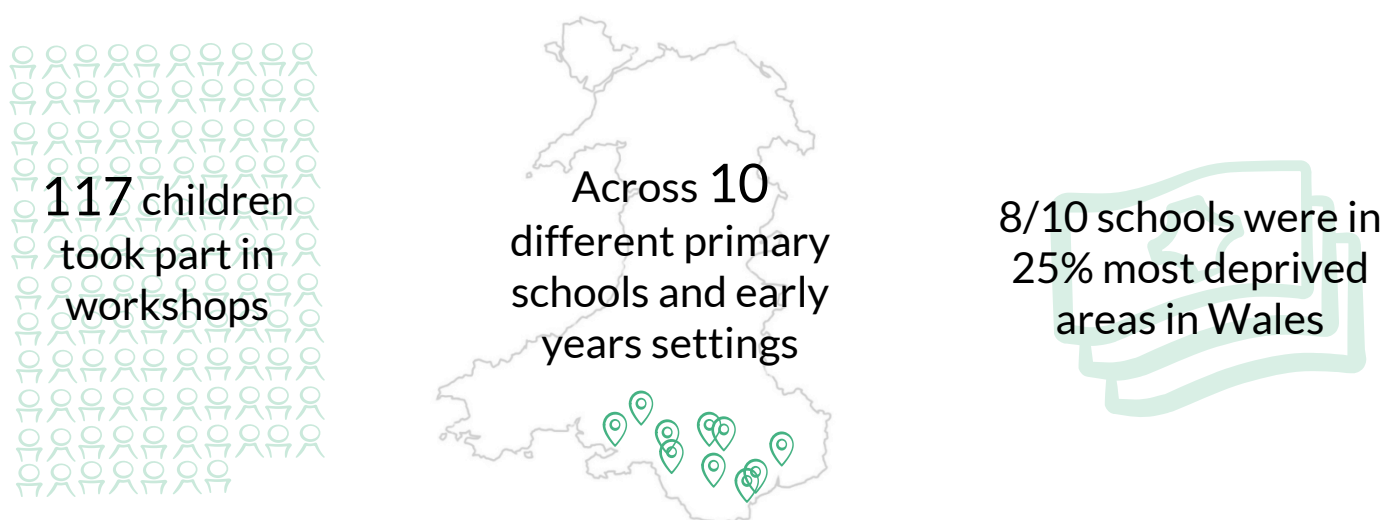 117 children
took part in
workshops
Across 10
different primary
schools and early
years settings
8/10 schools were in
25% most deprived
areas in Wales